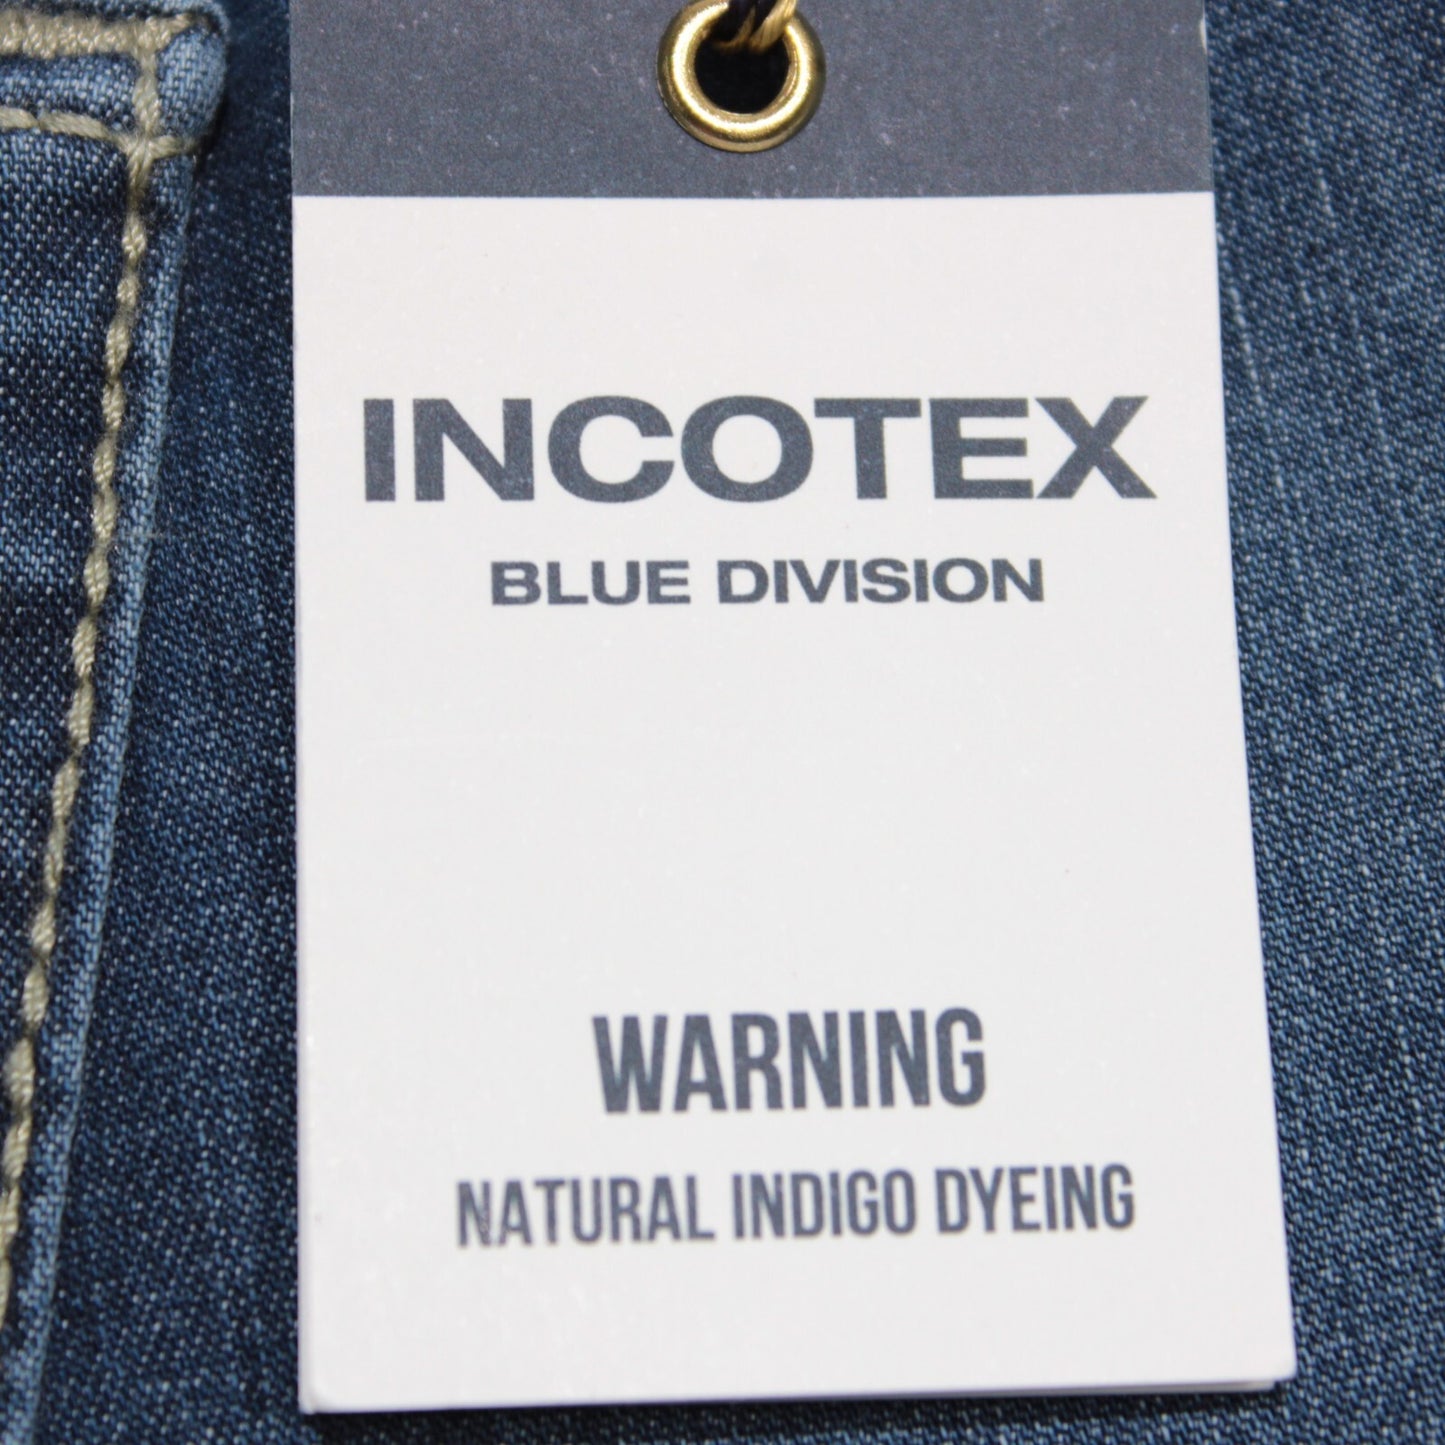 INCOTEX
BLUE DIVISION
WARNING
NATURAL INDIGO DYEING